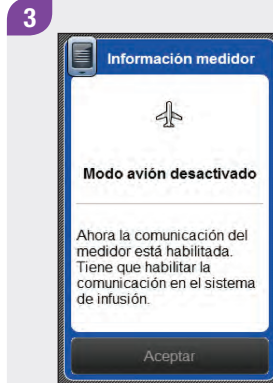 3
Información medidor
Modo avión desactivado
Ahora la comunicación del
medidor está habilitada.
Tiene que habilitar la
comunicación en el sistema
de infusión.
Aceptar